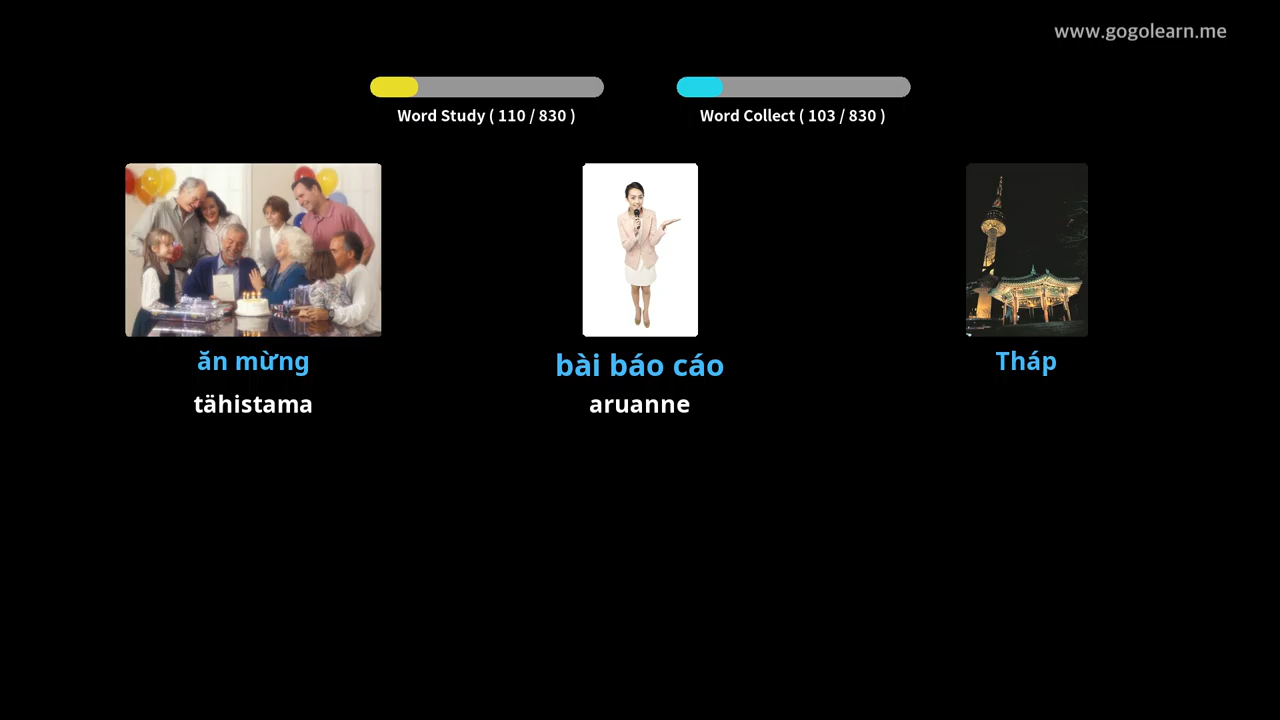 www.gogolearn.me
Word Study ( 110 / 830 )
Word Collect ( 103 / 830 )
ăn mừng
tähistama
bài báo cáo
aruanne
Tháp